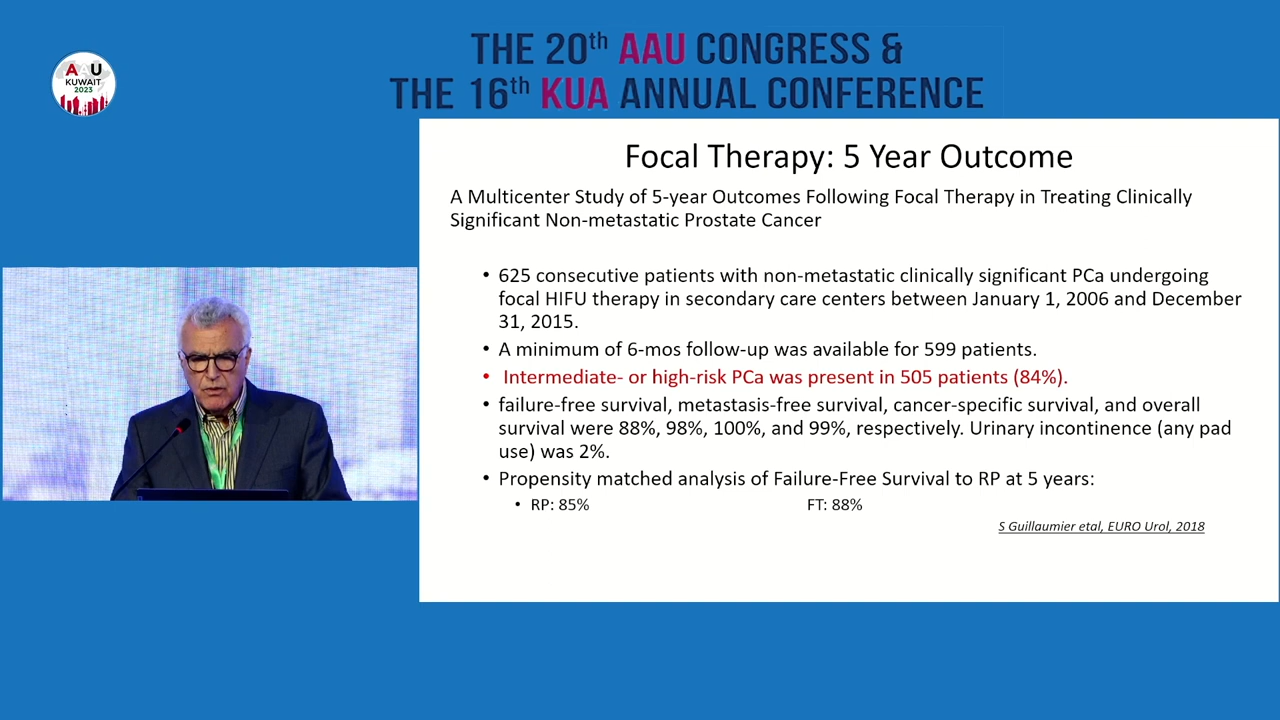 THE 20th AAU CONGRESS &
THE 16th KUA ANNUAL CONFERENCE
AAU
KUWAIT
2023
Focal Therapy: 5 Year Outcome
A Multicenter Study of 5-year Outcomes Following Focal Therapy in Treating Clinically
Significant Non-metastatic Prostate Cancer
• 625 consecutive patients with non-metastatic clinically significant PCa undergoing
focal HIFU therapy in secondary care centers between January 1, 2006 and December
31, 2015.
• A minimum of 6-mos follow-up was available for 599 patients.
• Intermediate- or high-risk PCa was present in 505 patients (84%).
• failure-free survival, metastasis-free survival, cancer-specific survival, and overall
survival were 88%, 98%, 100%, and 99%, respectively. Urinary incontinence (any pad
use) was 2%.
• Propensity matched analysis of Failure-Free Survival to RP at 5 years:
• RP: 85% FT: 88%
S Guillaumier etal, EURO Urol, 2018